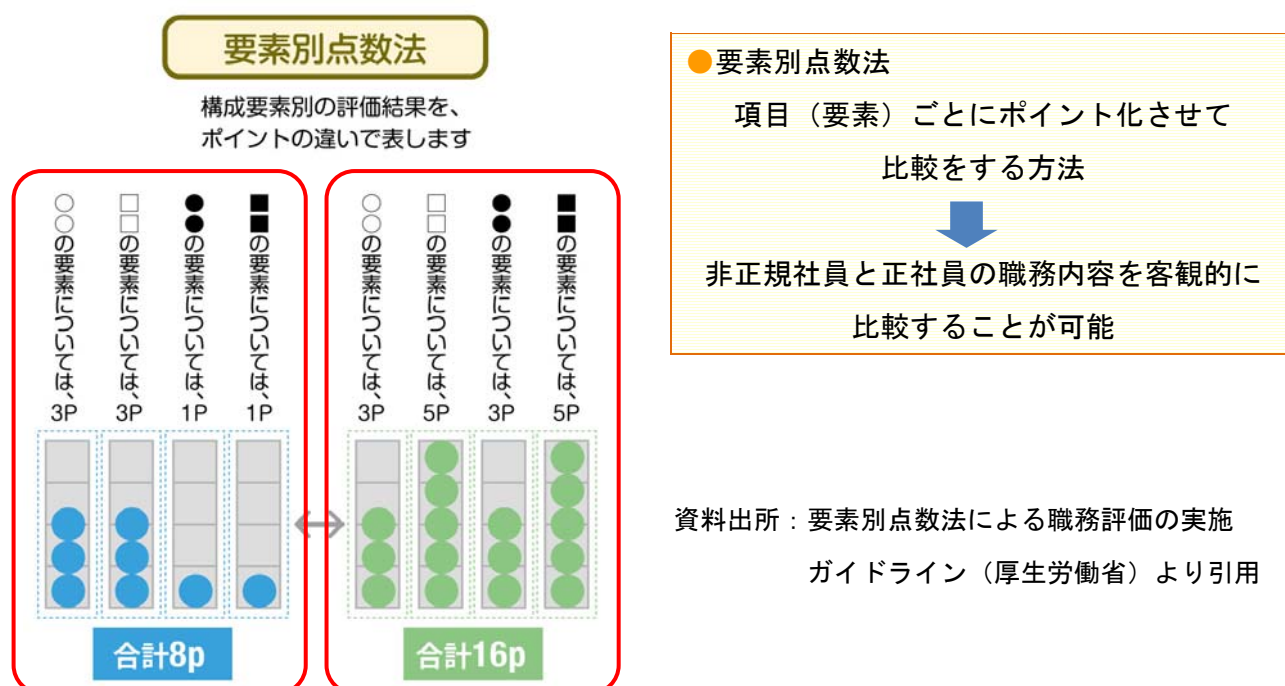 要素別点数法
構成要素別の評価結果を、
ポイントの違いで表します
○○の要素については、3P
□□の要素については、3P
●●の要素については、1P
■■の要素については、1P
合計8p
○○の要素については、3P
□□の要素については、5P
●●の要素については、3P
■■の要素については、5P
合計16p
●要素別点数法
項目（要素）ごとにポイント化させて
比較をする方法
非正規社員と正社員の職務内容を客観的に
比較することが可能
資料出所：要素別点数法による職務評価の実施
ガイドライン（厚生労働省）より引用